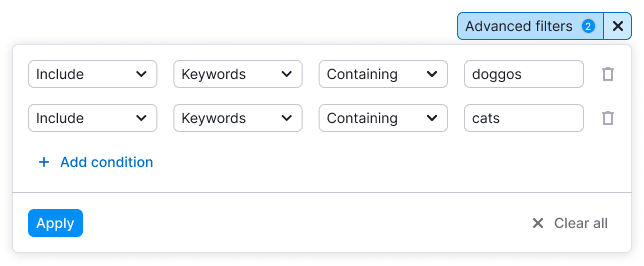 Advanced filters 2
Include Keywords Containing doggos
Include Keywords Containing cats
+ Add condition
Apply Clear all